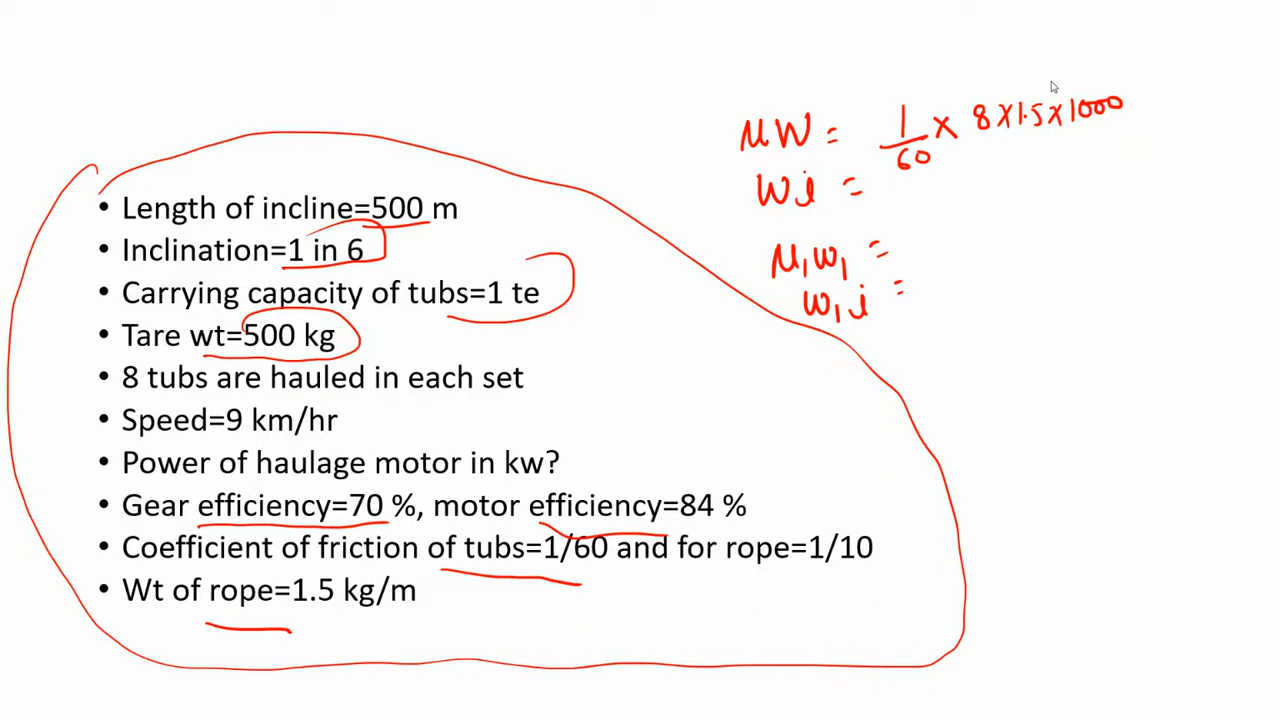 μW = 1/60 × 8×1.5×1000
Wi =
μ₁w₁ =
w₁i =
• Length of incline=500 m
• Inclination=1 in 6
• Carrying capacity of tubs=1 te
• Tare wt=500 kg
• 8 tubs are hauled in each set
• Speed=9 km/hr
• Power of haulage motor in kw?
• Gear efficiency=70 %, motor efficiency=84 %
• Coefficient of friction of tubs=1/60 and for rope=1/10
• Wt of rope=1.5 kg/m